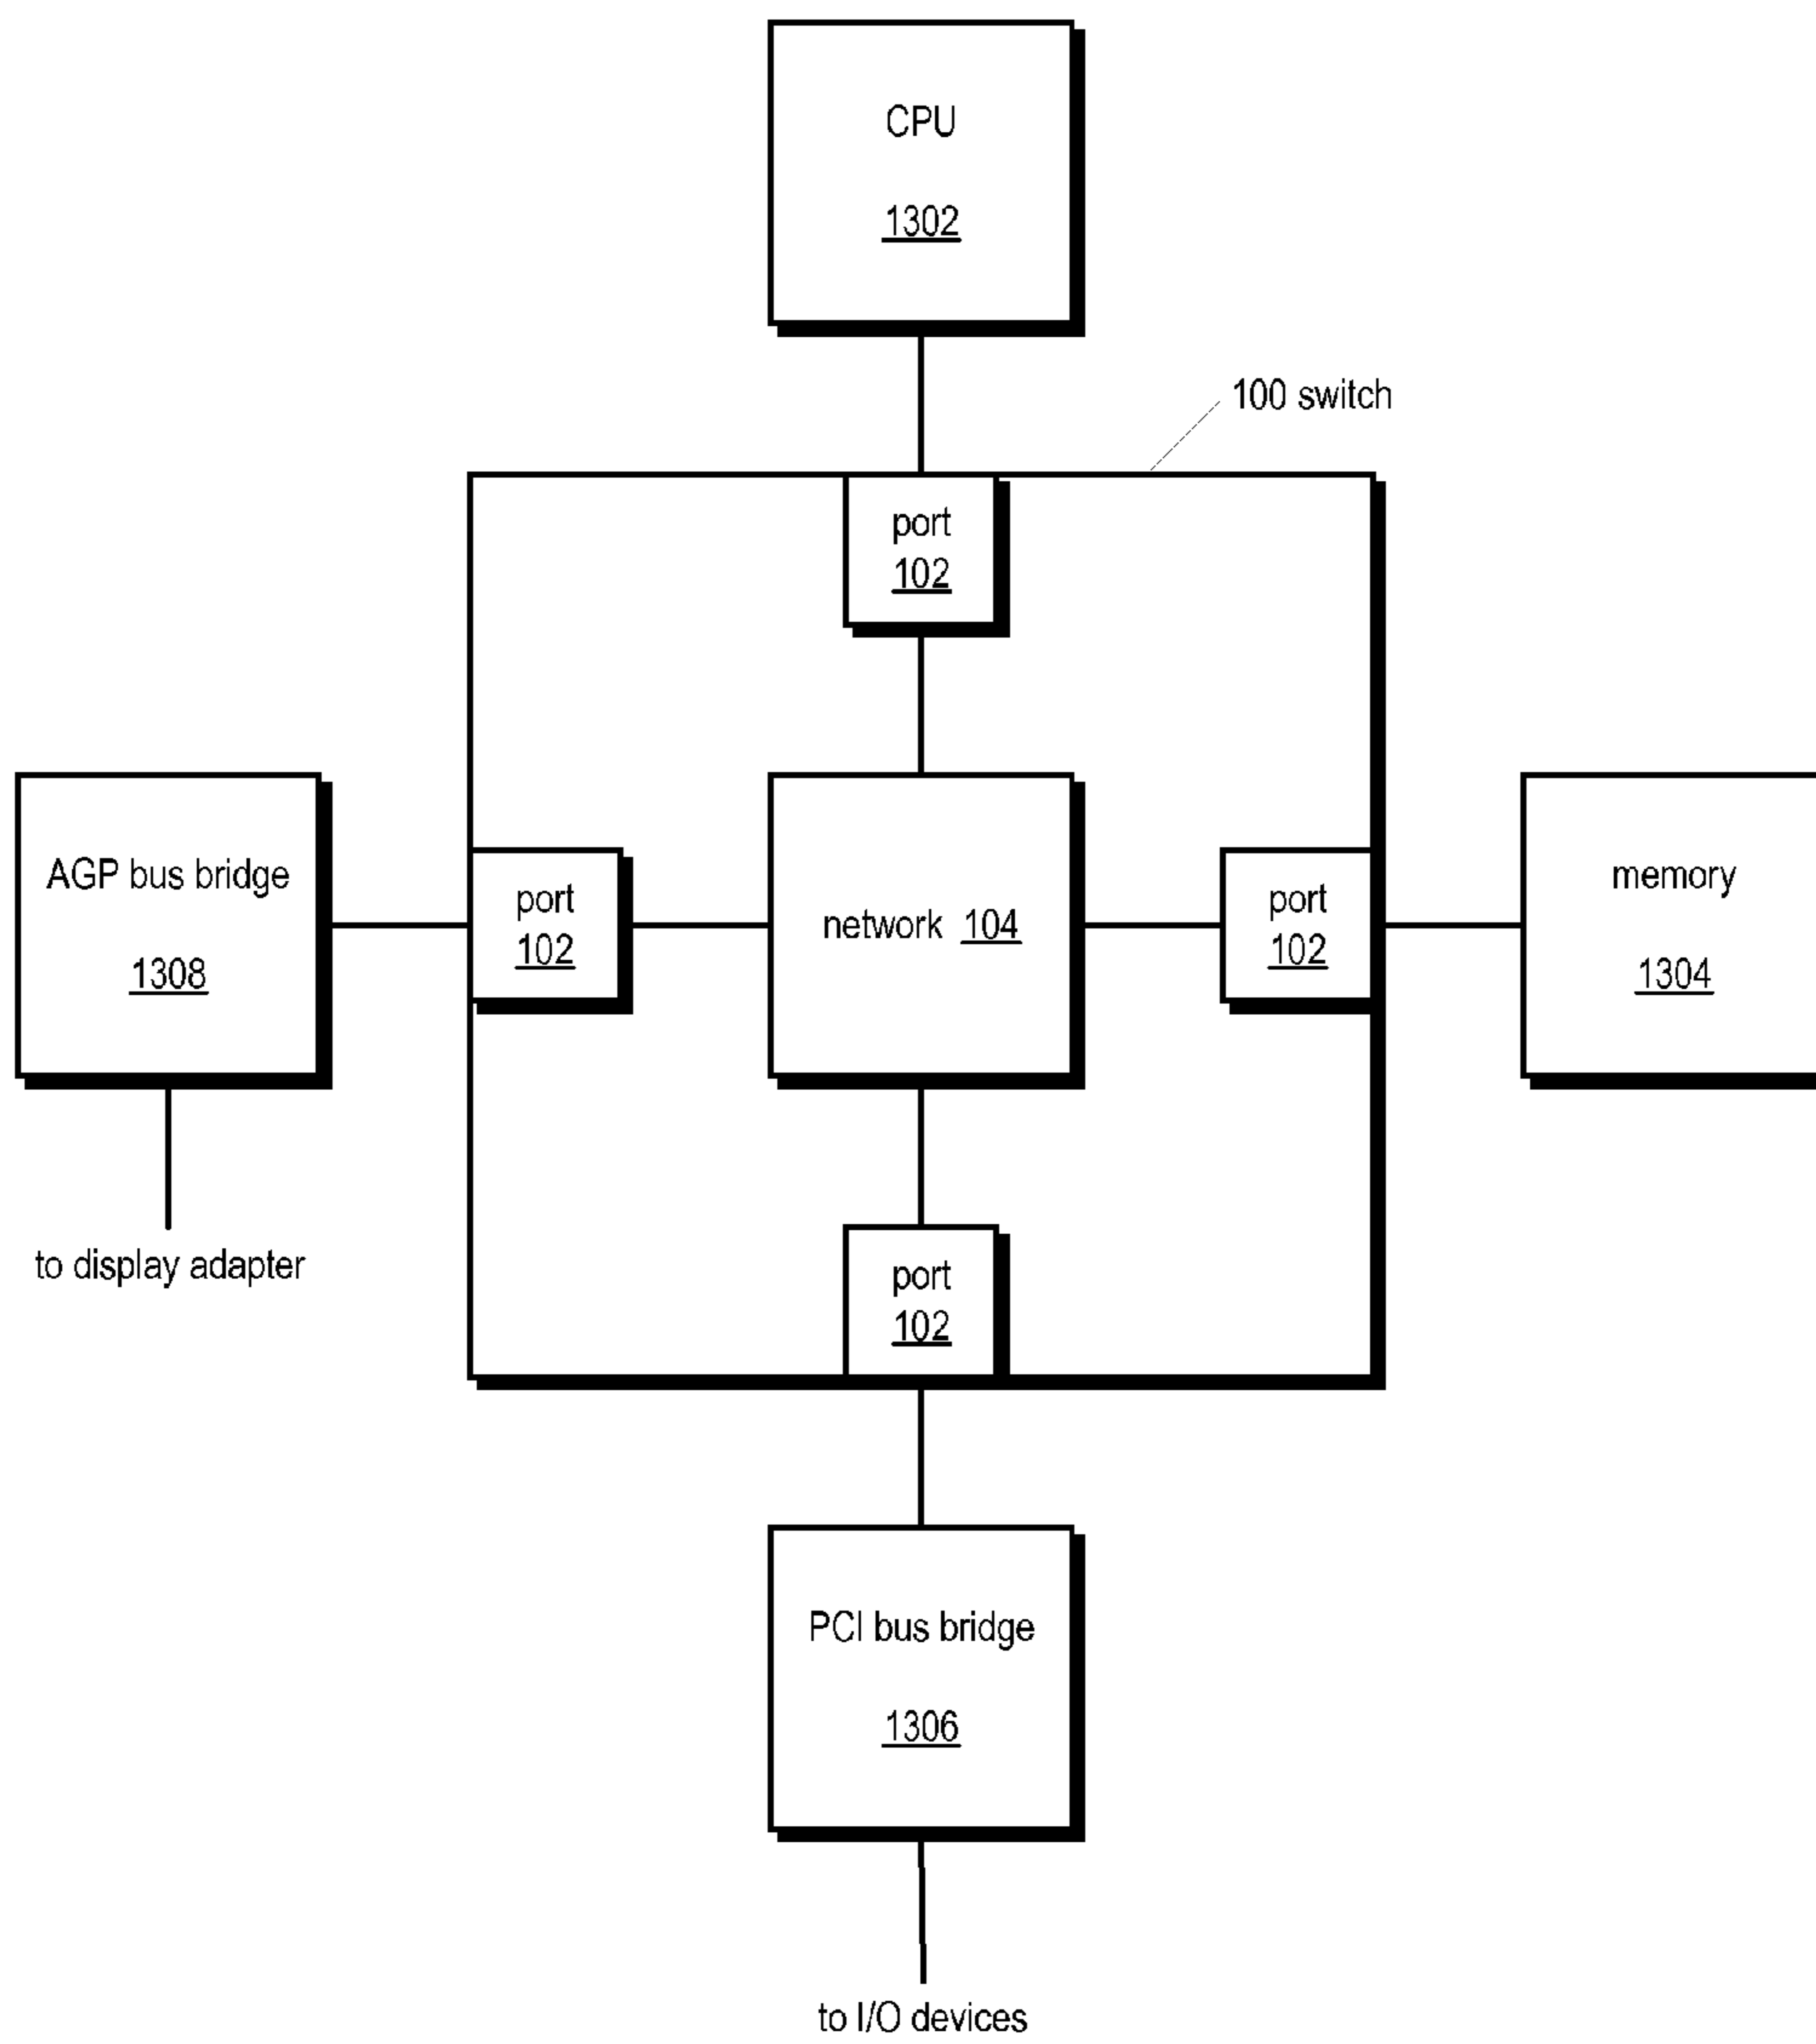 CPU
1302
100 switch
port
102
AGP bus bridge
1308
port
102
network 104
port
102
memory
1304
to display adapter
port
102
PCI bus bridge
1306
to I/O devices